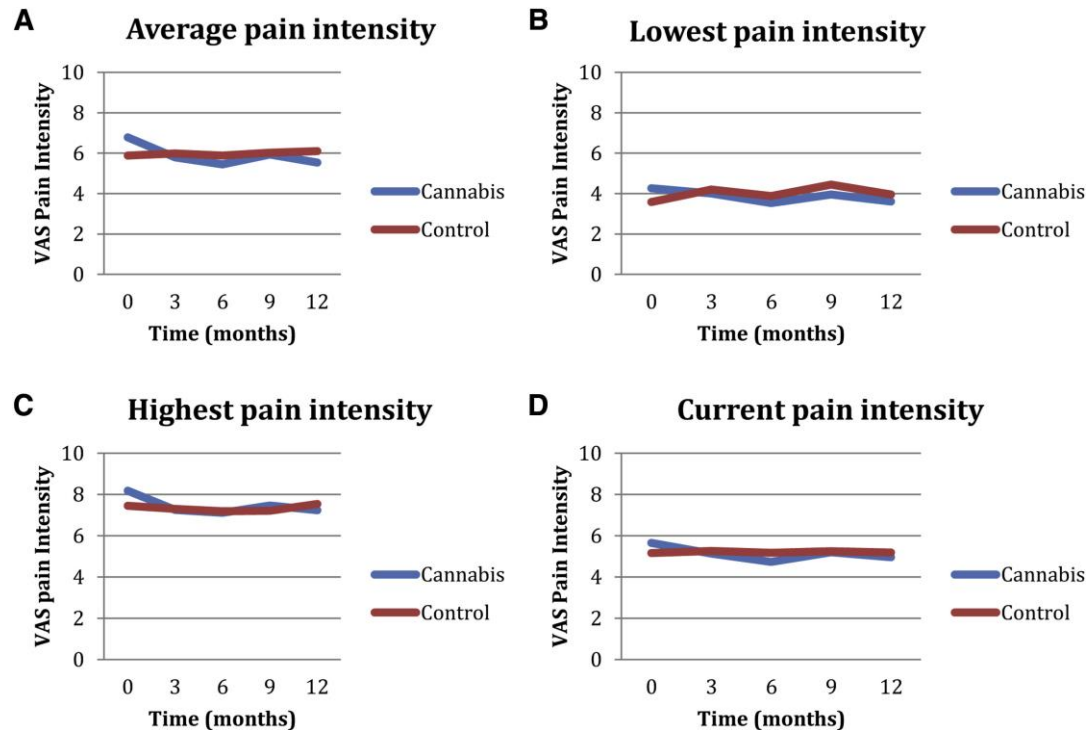 A
Average pain intensity
VAS Pain Intensity
10
8
6
4
2
0
0 3 6 9 12
Time (months)
Cannabis
Control
B
Lowest pain intensity
VAS Pain Intensity
10
8
6
4
2
0
0 3 6 9 12
Time (months)
Cannabis
Control
C
Highest pain intensity
VAS pain Intensity
10
8
6
4
2
0
0 3 6 9 12
Time (months)
Cannabis
Control
D
Current pain intensity
VAS Pain Intensity
10
8
6
4
2
0
0 3 6 9 12
Time (months)
Cannabis
Control